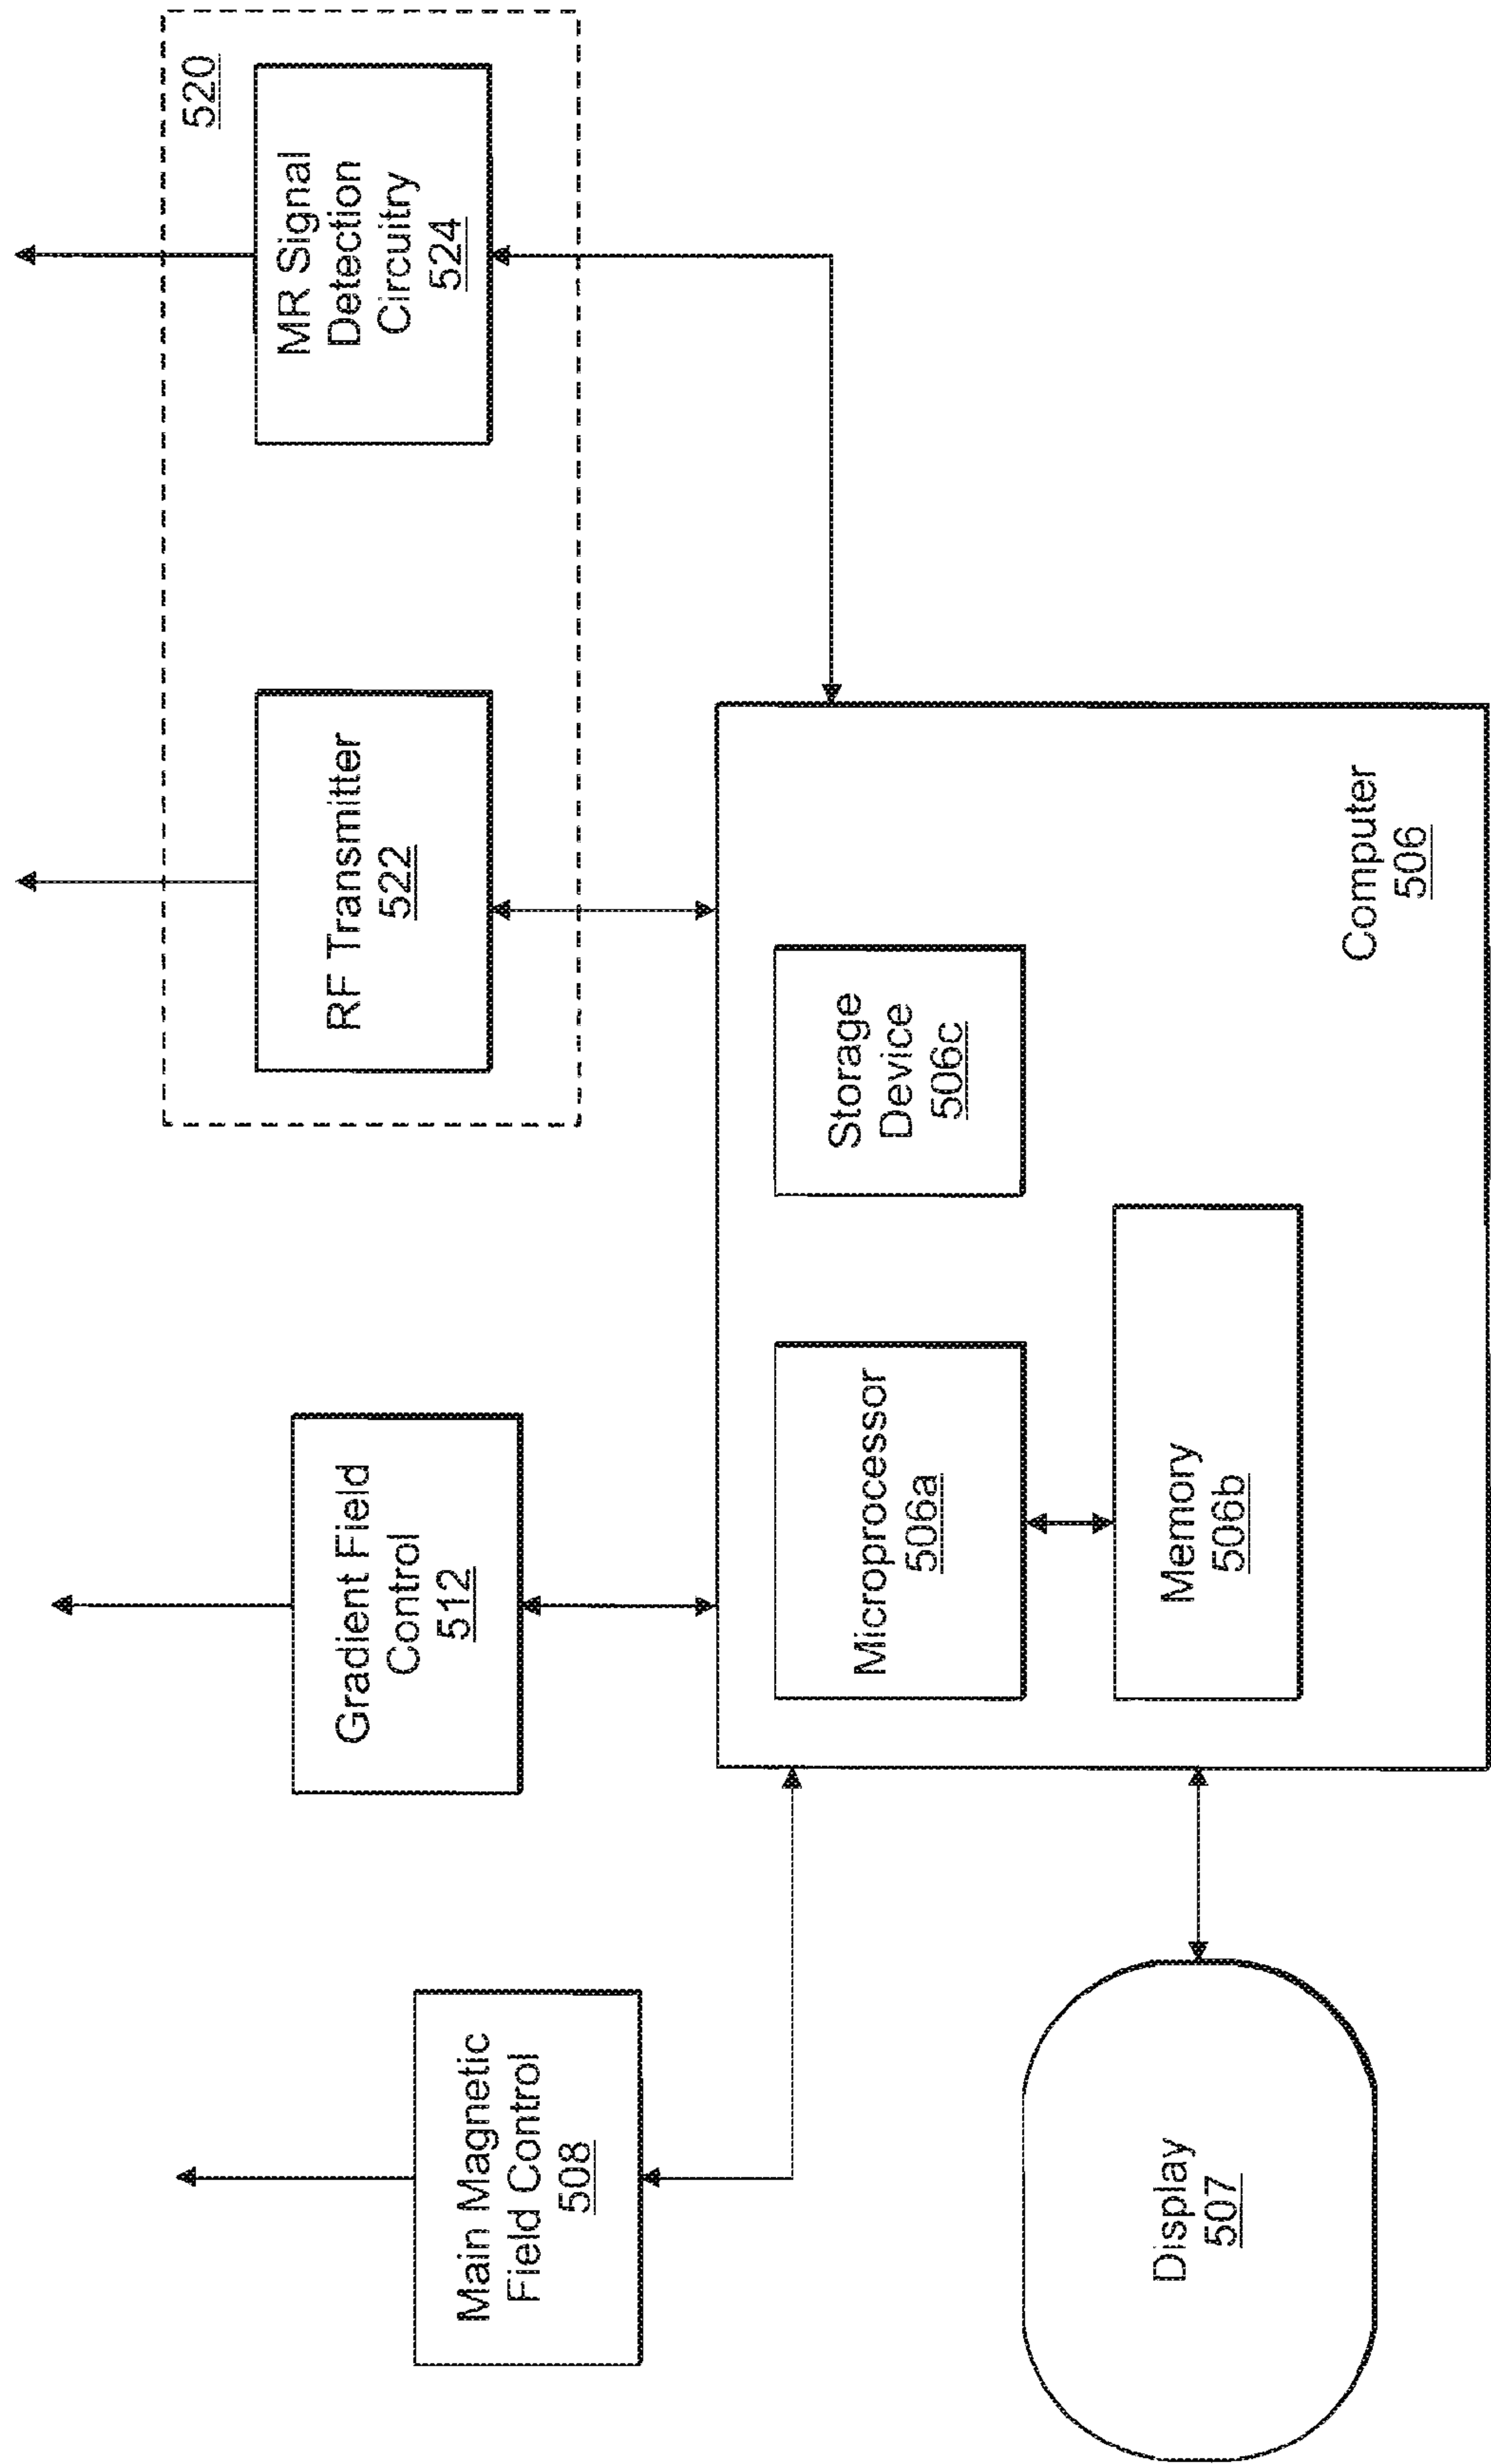 Main Magnetic
Field Control
508
Gradient Field
Control
512
RF Transmitter
522
520
MR Signal
Detection
Circuitry
524
Display
507
Microprocessor
506a
Memory
506b
Storage
Device
506c
Computer
506